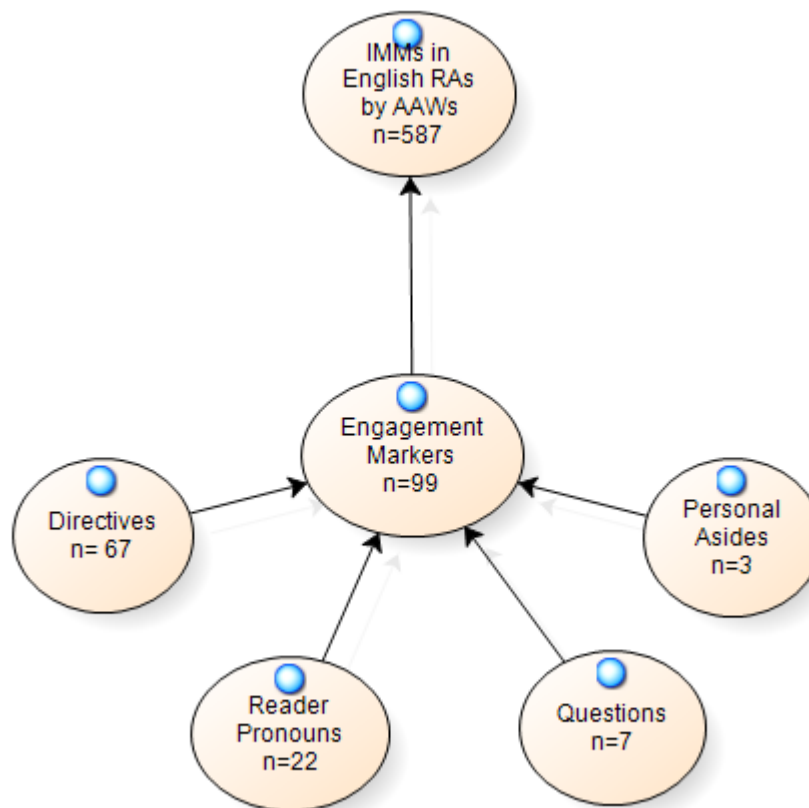 IMMs in
English RAs
by AAWs
n=587
Engagement
Markers
n=99
Directives
n= 67
Personal
Asides
n=3
Reader
Pronouns
n=22
Questions
n=7